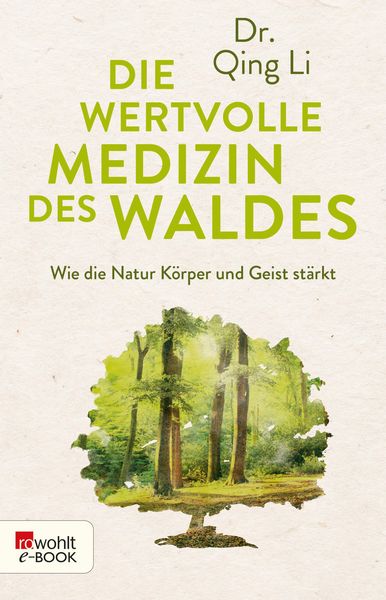 Dr.
Qing Li
DIE
WERTVOLLE
MEDIZIN
DES WALDES
Wie die Natur Körper und Geist stärkt
rowohlt
e-BOOK